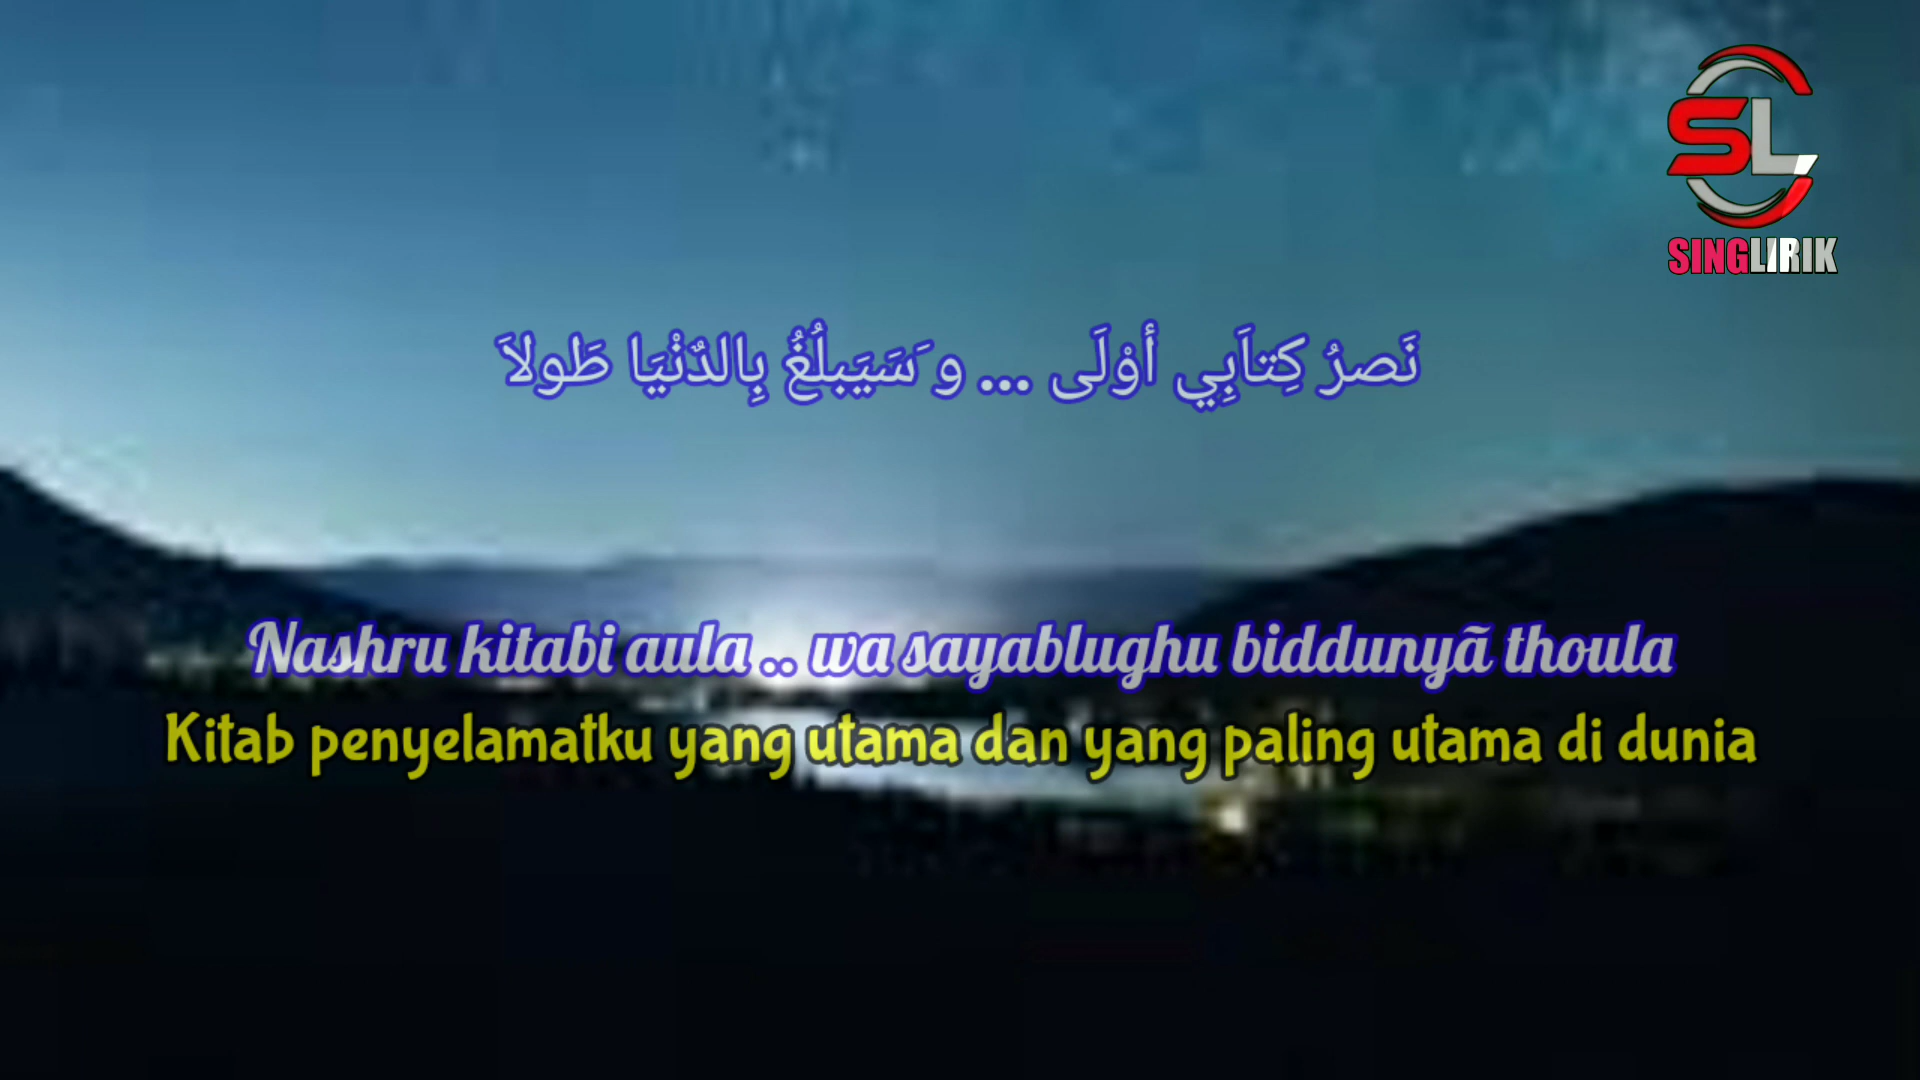 SL
SINGLIRIK
نَصرُ كِتاَبِي أوْلَى ... و َسَيَبلُغُ بِالدٌنْيَا طَولاَ
Nashru kitabi aula .. wa sayablughu biddunyã thoula
Kitab penyelamatku yang utama dan yang paling utama di dunia